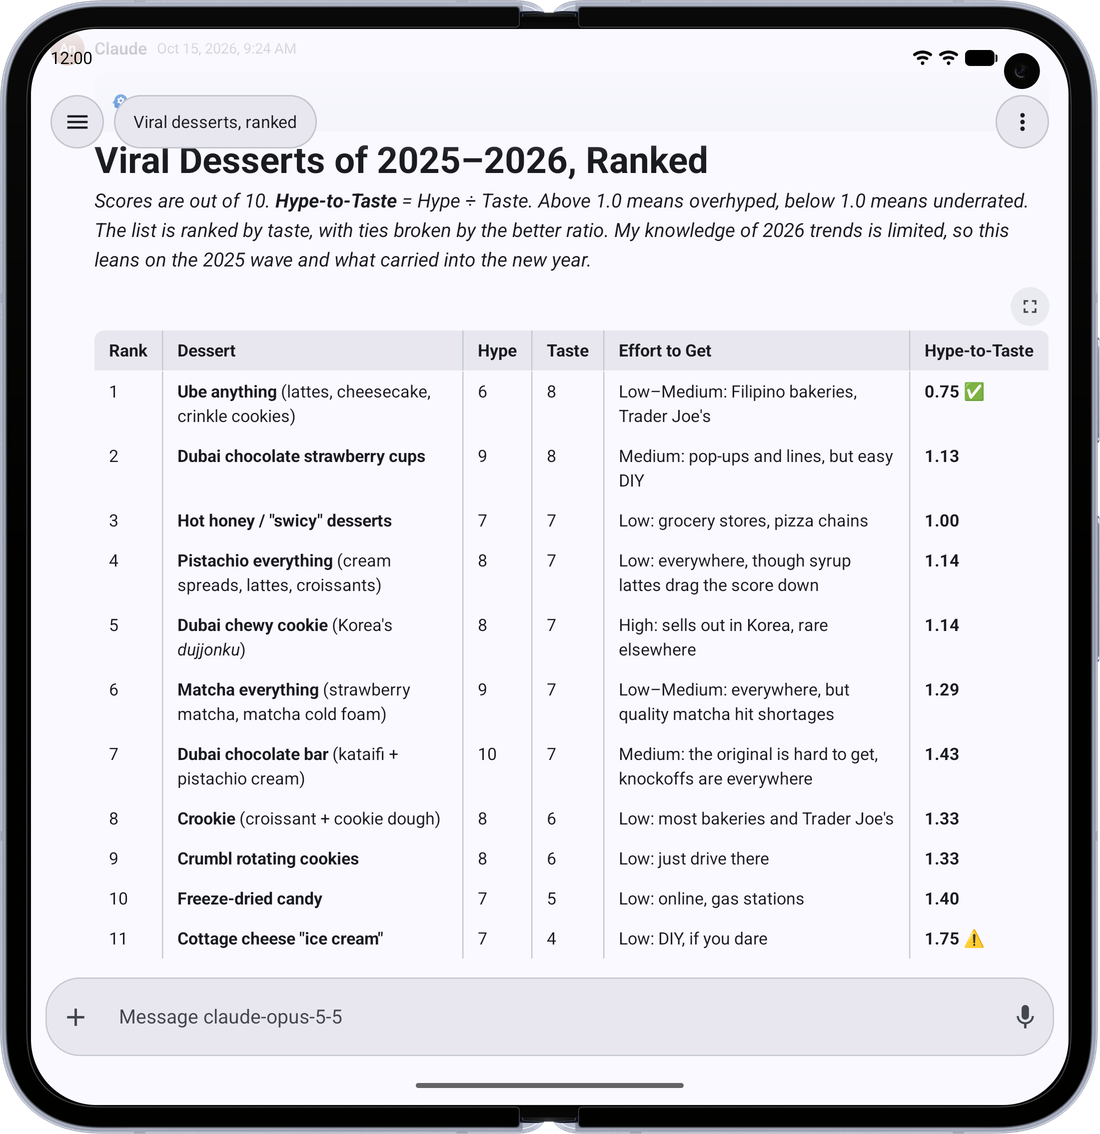 Claude Oct 15, 2026, 9:24 AM
12:00
Viral desserts, ranked
Viral Desserts of 2025–2026, Ranked
Scores are out of 10. Hype-to-Taste = Hype ÷ Taste. Above 1.0 means overhyped, below 1.0 means underrated.
The list is ranked by taste, with ties broken by the better ratio. My knowledge of 2026 trends is limited, so this
leans on the 2025 wave and what carried into the new year.
Rank Dessert Hype Taste Effort to Get Hype-to-Taste
1 Ube anything (lattes, cheesecake, 6 8 Low–Medium: Filipino bakeries, 0.75 ✅
crinkle cookies) Trader Joe's
2 Dubai chocolate strawberry cups 9 8 Medium: pop-ups and lines, but easy 1.13
DIY
3 Hot honey / "swicy" desserts 7 7 Low: grocery stores, pizza chains 1.00
4 Pistachio everything (cream 8 7 Low: everywhere, though syrup 1.14
spreads, lattes, croissants) lattes drag the score down
5 Dubai chewy cookie (Korea's 8 7 High: sells out in Korea, rare 1.14
dujjonku) elsewhere
6 Matcha everything (strawberry 9 7 Low–Medium: everywhere, but 1.29
matcha, matcha cold foam) quality matcha hit shortages
7 Dubai chocolate bar (kataifi + 10 7 Medium: the original is hard to get, 1.43
pistachio cream) knockoffs are everywhere
8 Crookie (croissant + cookie dough) 8 6 Low: most bakeries and Trader Joe's 1.33
9 Crumbl rotating cookies 8 6 Low: just drive there 1.33
10 Freeze-dried candy 7 5 Low: online, gas stations 1.40
11 Cottage cheese "ice cream" 7 4 Low: DIY, if you dare 1.75 ⚠️
Message claude-opus-5-5